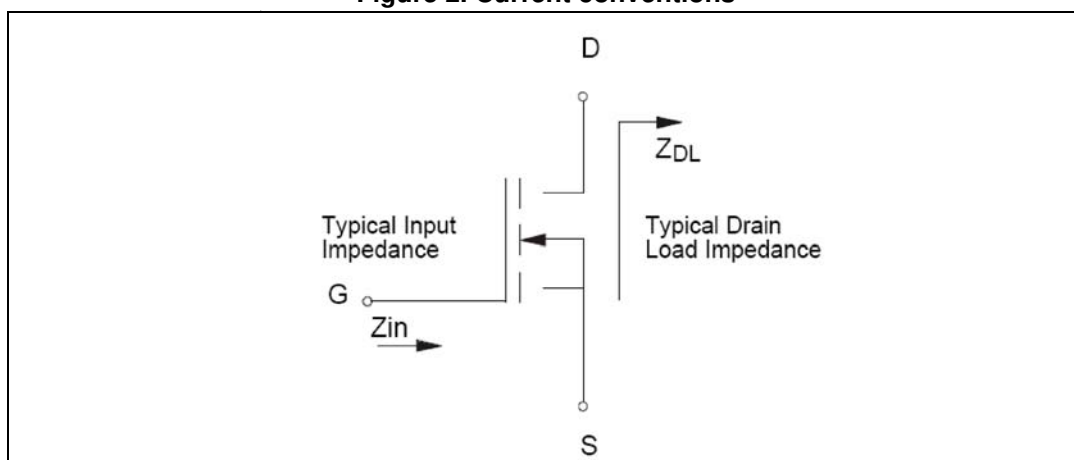 Figure 2. Current conventions
D
ZDL
Typical Input
Impedance
Typical Drain
Load Impedance
G
Zin
S